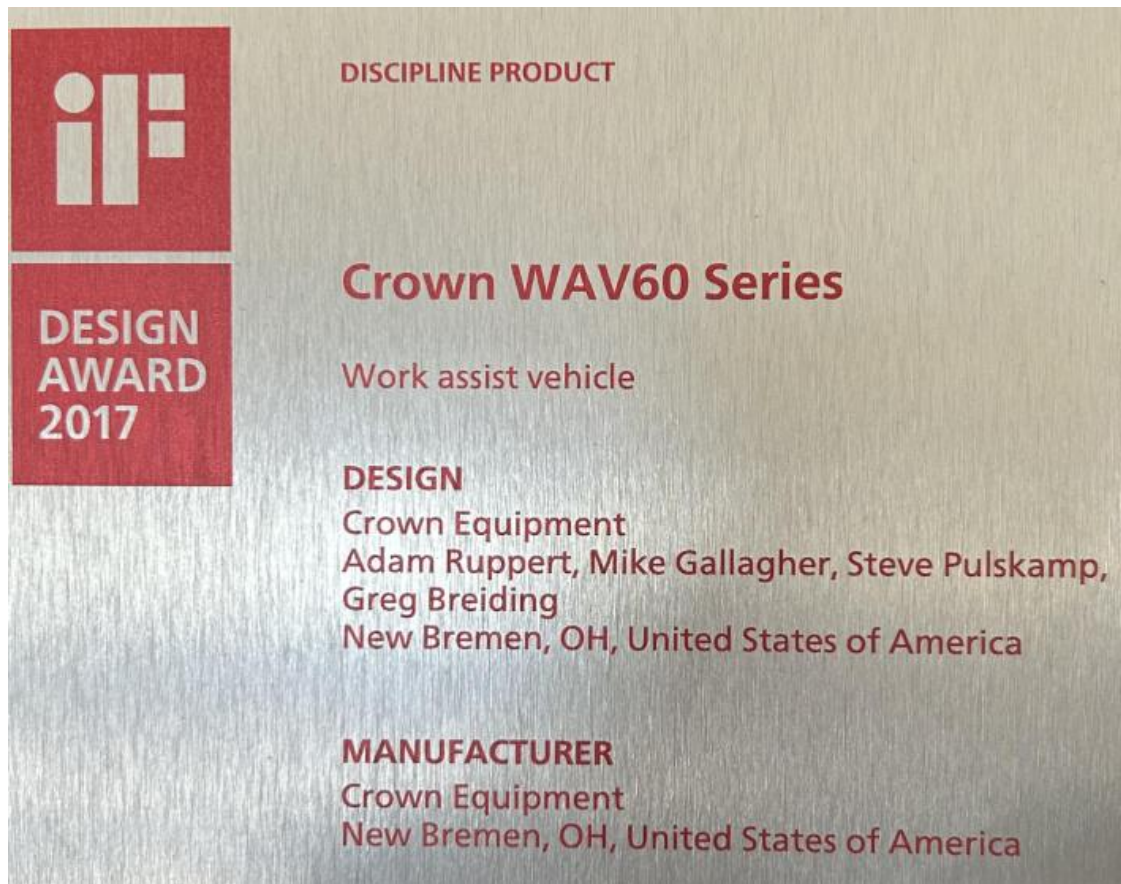 iF
DISCIPLINE PRODUCT
DESIGN
AWARD
2017
Crown WAV60 Series
Work assist vehicle
DESIGN
Crown Equipment
Adam Ruppert, Mike Gallagher, Steve Pulskamp,
Greg Breiding
New Bremen, OH, United States of America
MANUFACTURER
Crown Equipment
New Bremen, OH, United States of America